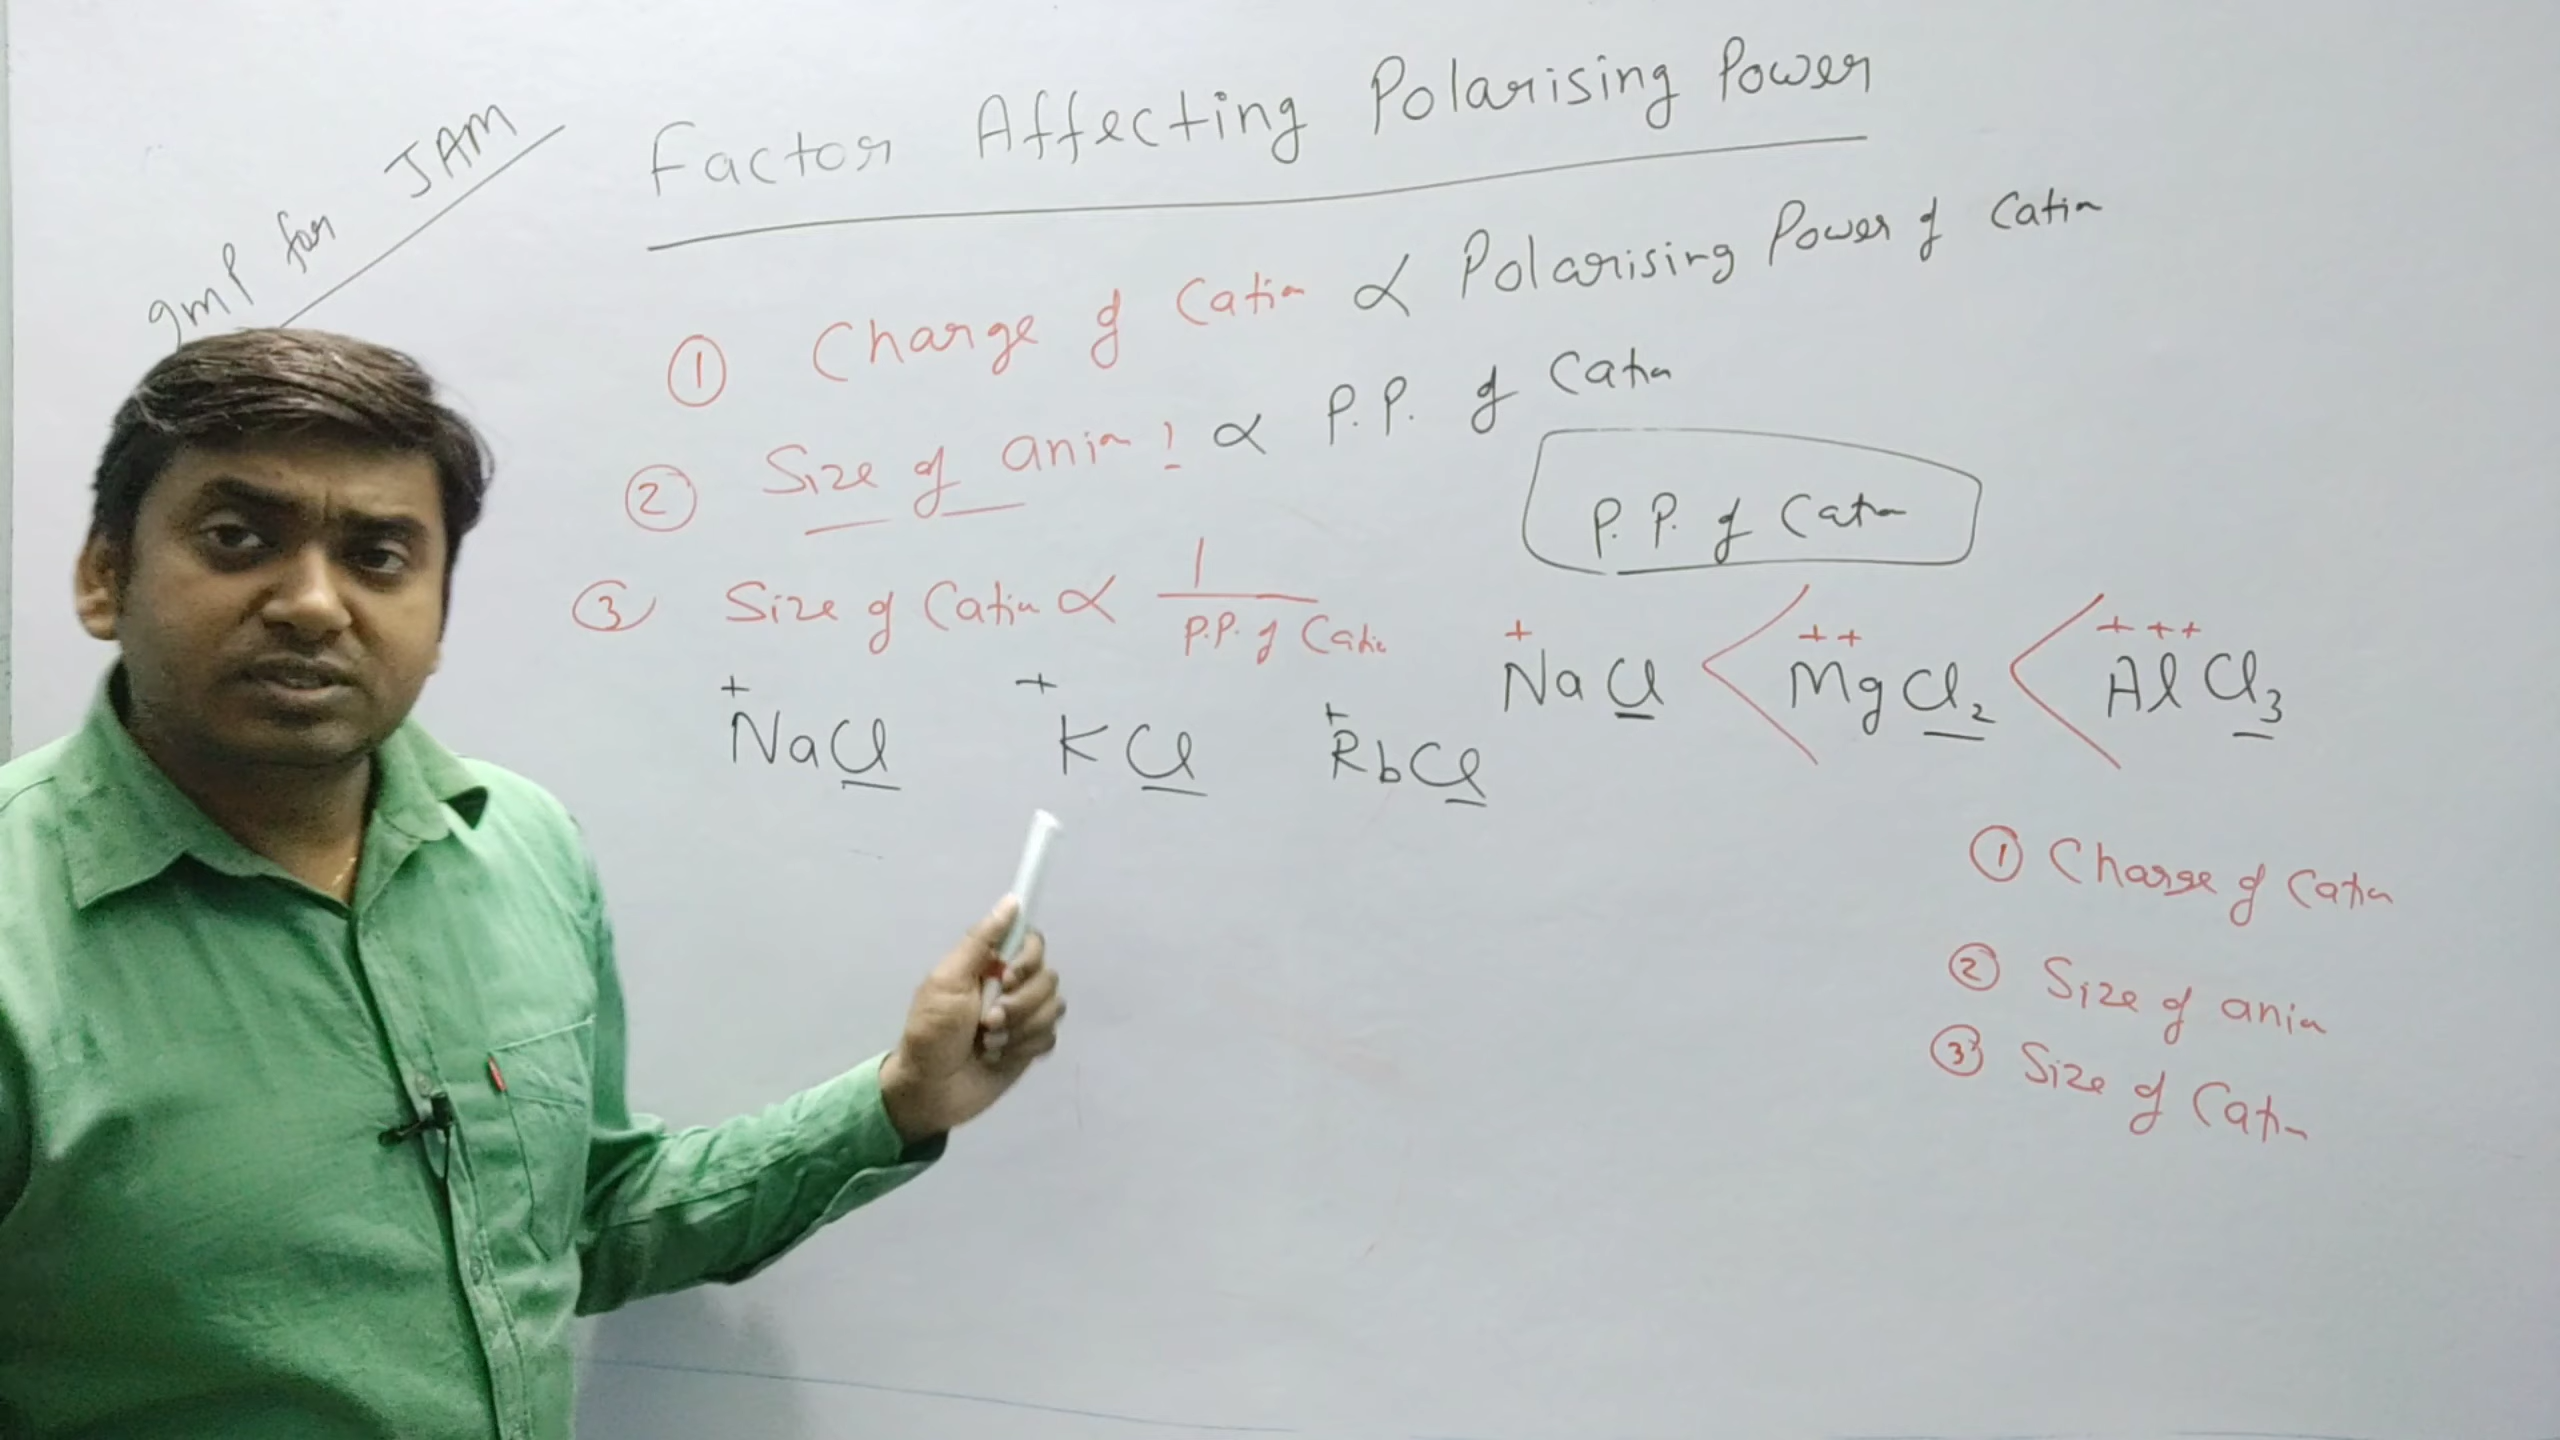 gmP for JAM
Factor Affecting Polarising Power
① Charge of Cation ∝ Polarising Power of Cation
② Size of anion : ∝ P.P. of Cation
P.P. of Cation
③ Size of Cation ∝ 1 / P.P. of Cation
+ ++ +++
NaCl < MgCl₂ < AlCl₃
+ + +
NaCl KCl RbCl
① Charge of Cation
② Size of anion
③ Size of Cation